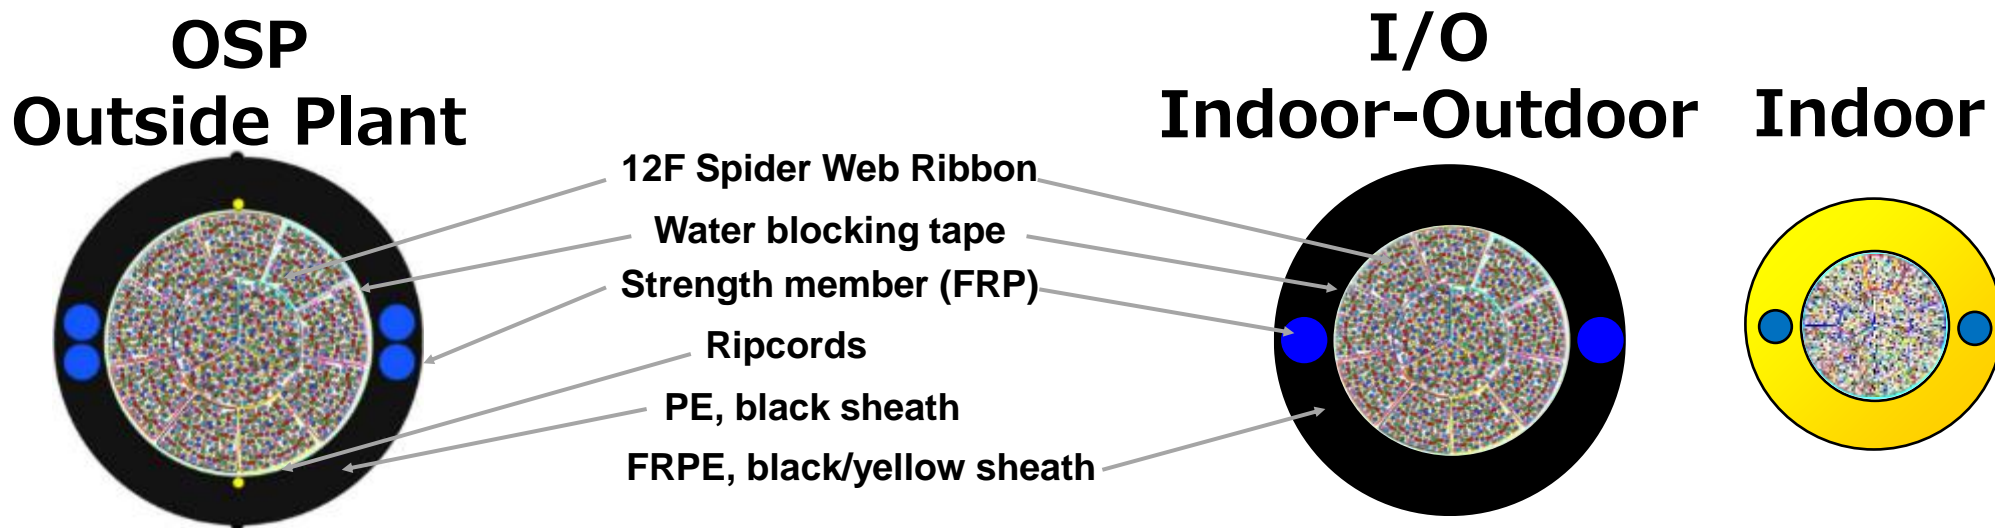 OSP
Outside Plant
I/O
Indoor-Outdoor
Indoor
12F Spider Web Ribbon
Water blocking tape
Strength member (FRP)
Ripcords
PE, black sheath
FRPE, black/yellow sheath